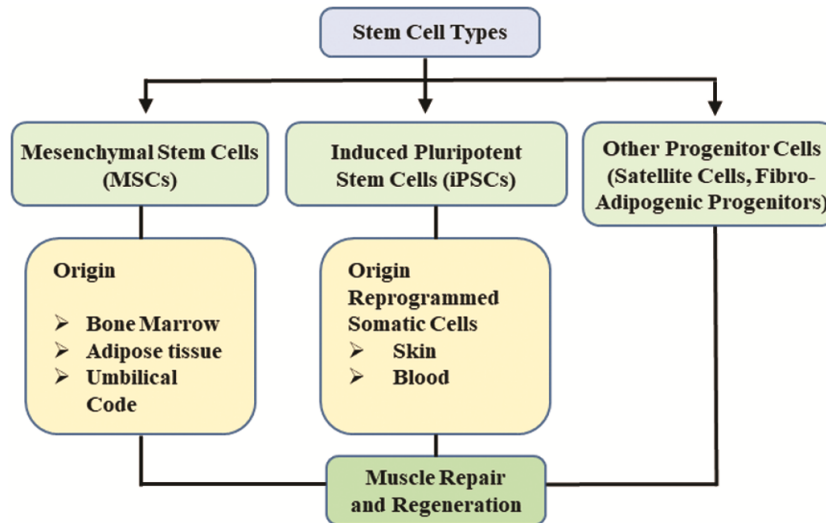 Stem Cell Types
Mesenchymal Stem Cells
(MSCs)
Induced Pluripotent
Stem Cells (iPSCs)
Other Progenitor Cells
(Satellite Cells, Fibro-
Adipogenic Progenitors)
Origin
➢ Bone Marrow
➢ Adipose tissue
➢ Umbilical
Code
Origin
Reprogrammed
Somatic Cells
➢ Skin
➢ Blood
Muscle Repair
and Regeneration